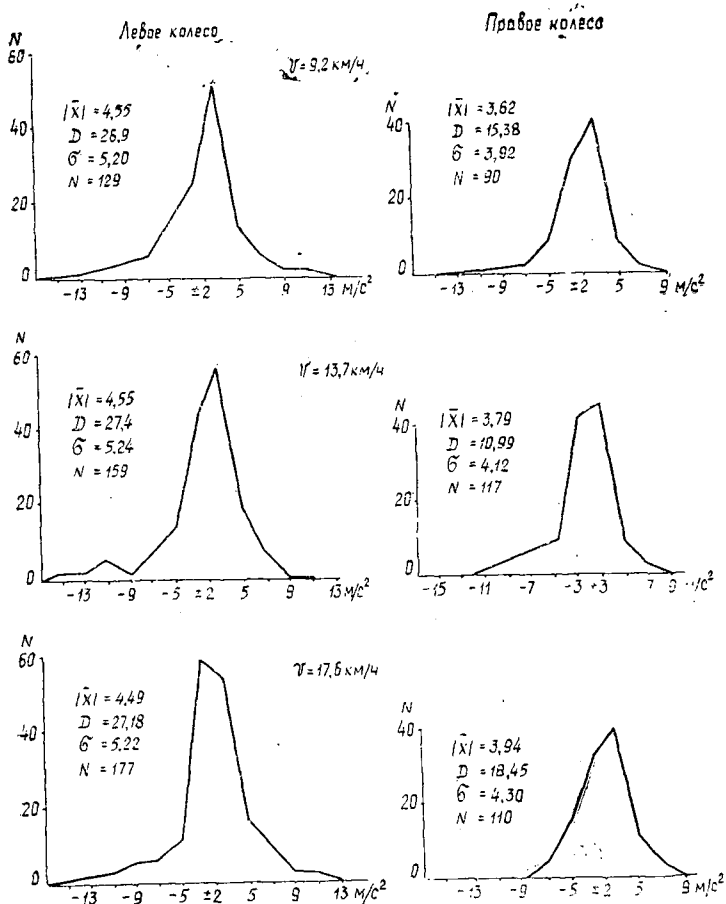 Левое колесо
Правое колесо
N
60
40
20
0
V = 9,2 км/ч
|x̄| = 4,55
D = 26,9
б = 5,20
N = 129
-13 -9 -5 ±2 5 9 13 м/с²
N
40
20
0
|x̄| = 3,62
D = 15,38
б = 3,92
N = 90
-13 -9 -5 ±2 5 9 м/с²
N
60
40
20
0
V = 13,7 км/ч
|x̄| = 4,55
D = 27,4
б = 5,24
N = 159
-13 -9 -5 ±2 5 9 13 м/с²
N
40
20
0
|x̄| = 3,79
D = 10,99
б = 4,12
N = 117
-15 -11 -7 -3 +3 7 9 /с²
N
60
40
20
0
V = 17,6 км/ч
|x̄| = 4,49
D = 27,18
б = 5,22
N = 177
-13 -9 -5 ±2 5 9 13 м/с²
N
40
20
0
|x̄| = 3,94
D = 18,45
б = 4,30
N = 110
-13 -9 -5 ±2 5 9 м/с²